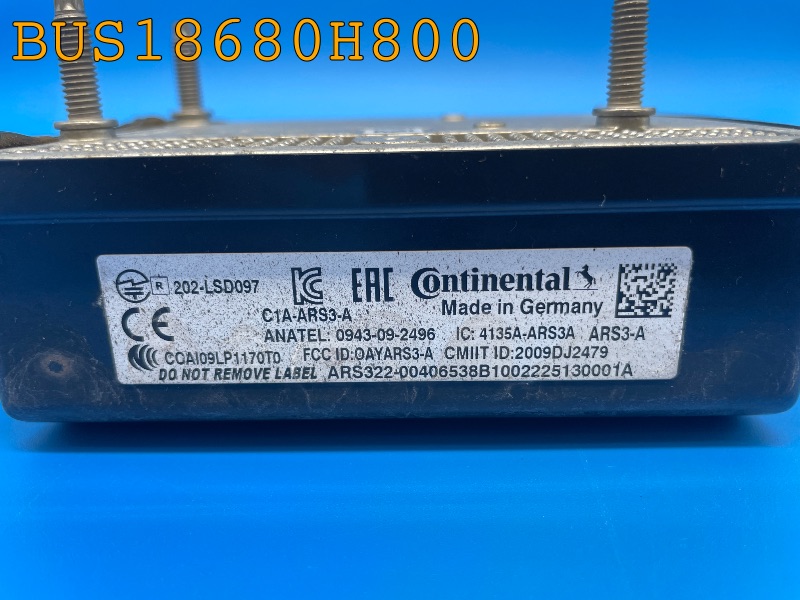 BUS18680H800
R 202-LSD097 KC EAC Continental
C1A-ARS3-A Made in Germany
CE ANATEL: 0943-09-2496 IC: 4135A-ARS3A ARS3-A
CCAI09LP1170T0 FCC ID:OAYARS3-A CMIIT ID:2009DJ2479
DO NOT REMOVE LABEL ARS322-00406538B1002225130001A